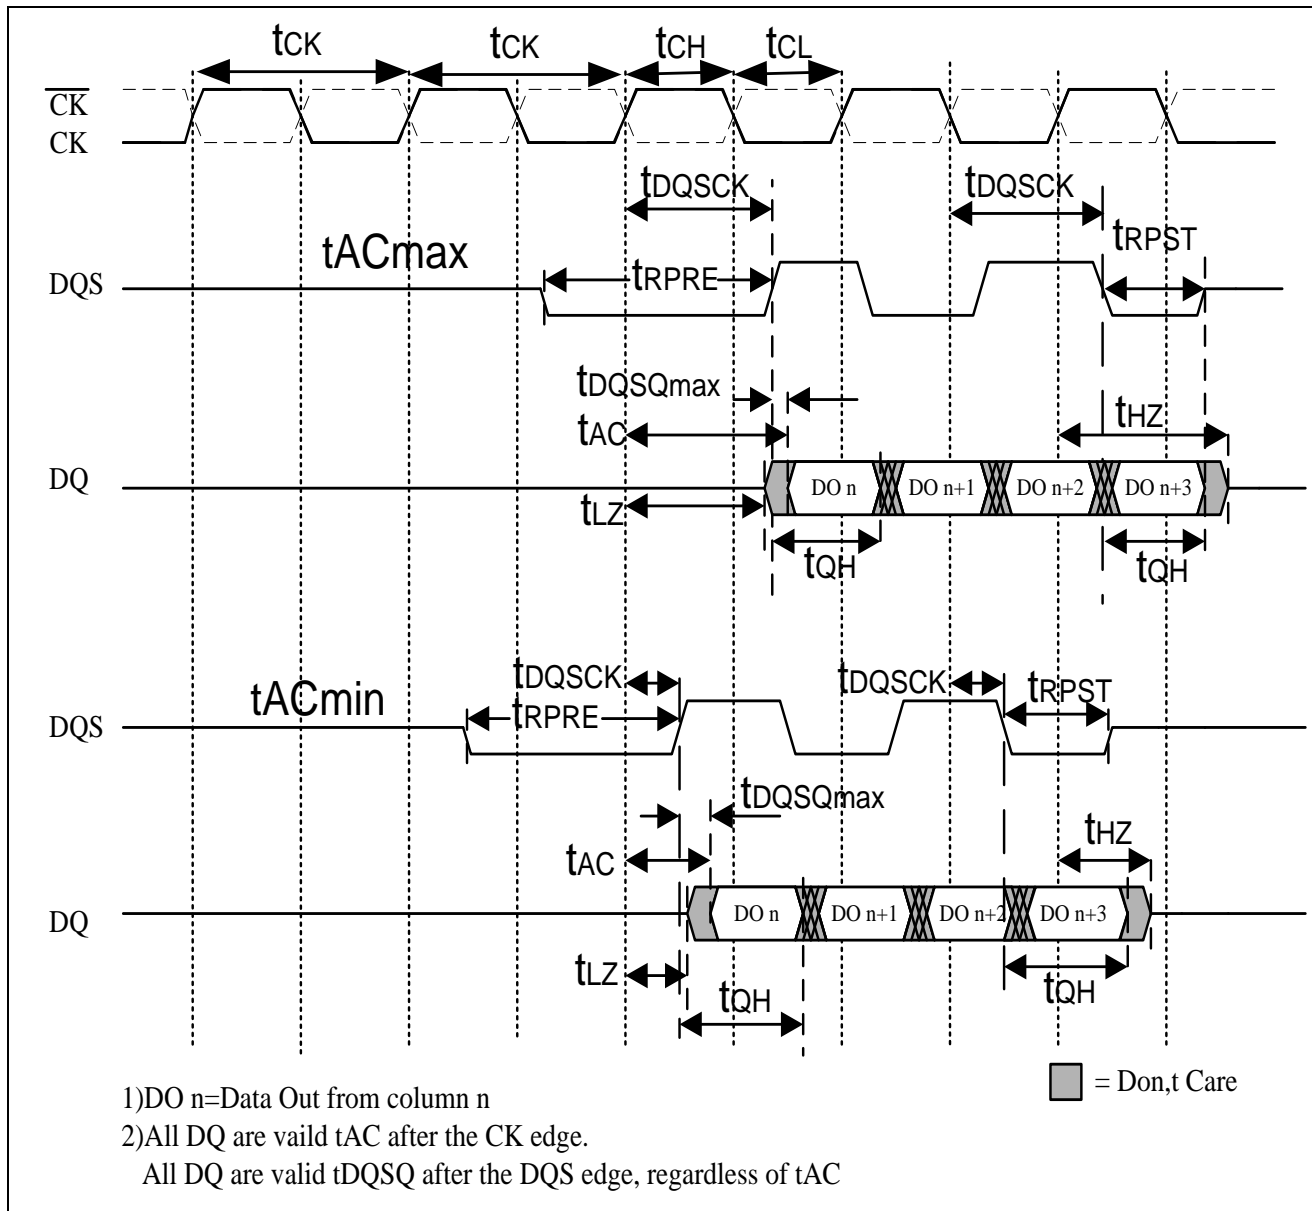 tCK tCK tCH tCL
CK
CK
tDQSCK tDQSCK
tRPST
tACmax
DQS
tRPRE
tDQSQmax
tAC
tHZ
DQ
DO n DO n+1 DO n+2 DO n+3
tLZ
tQH tQH
tDQSCK tDQSCK tRPST
tACmin
tRPRE
DQS
tDQSQmax
tAC
tHZ
DQ
DO n DO n+1 DO n+2 DO n+3
tLZ
tQH tQH
= Don,t Care
1)DO n=Data Out from column n
2)All DQ are vaild tAC after the CK edge.
All DQ are valid tDQSQ after the DQS edge, regardless of tAC